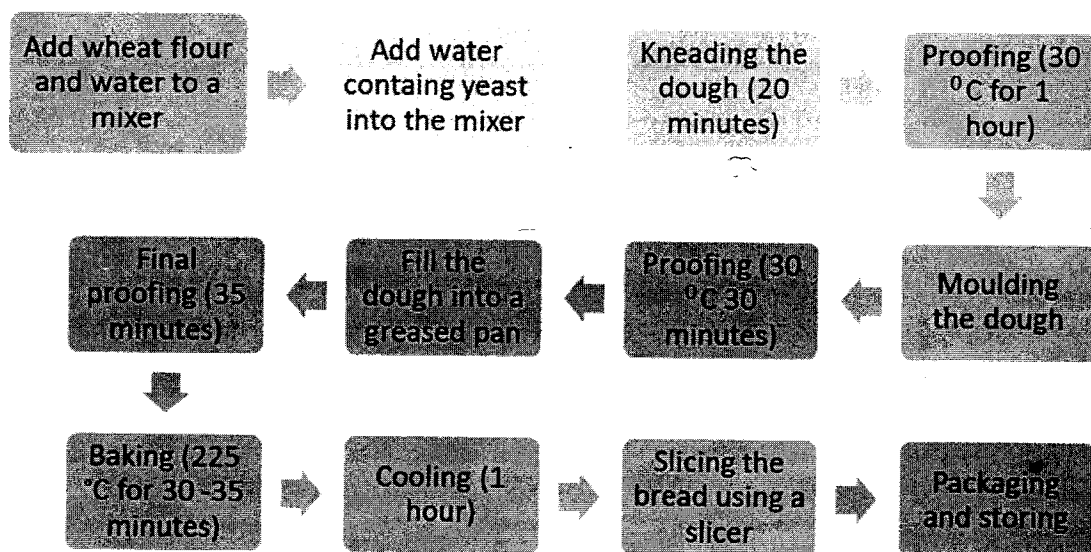 Add wheat flour
and water to a
mixer
Add water
containg yeast
into the mixer
Kneading the
dough (20
minutes)
Proofing (30
⁰C for 1
hour)
Moulding
the dough
Proofing (30
⁰C 30
minutes)
Fill the
dough into a
greased pan
Final
proofing (35
minutes)
Baking (225
°C for 30 -35
minutes)
Cooling (1
hour)
Slicing the
bread using a
slicer
Packaging
and storing